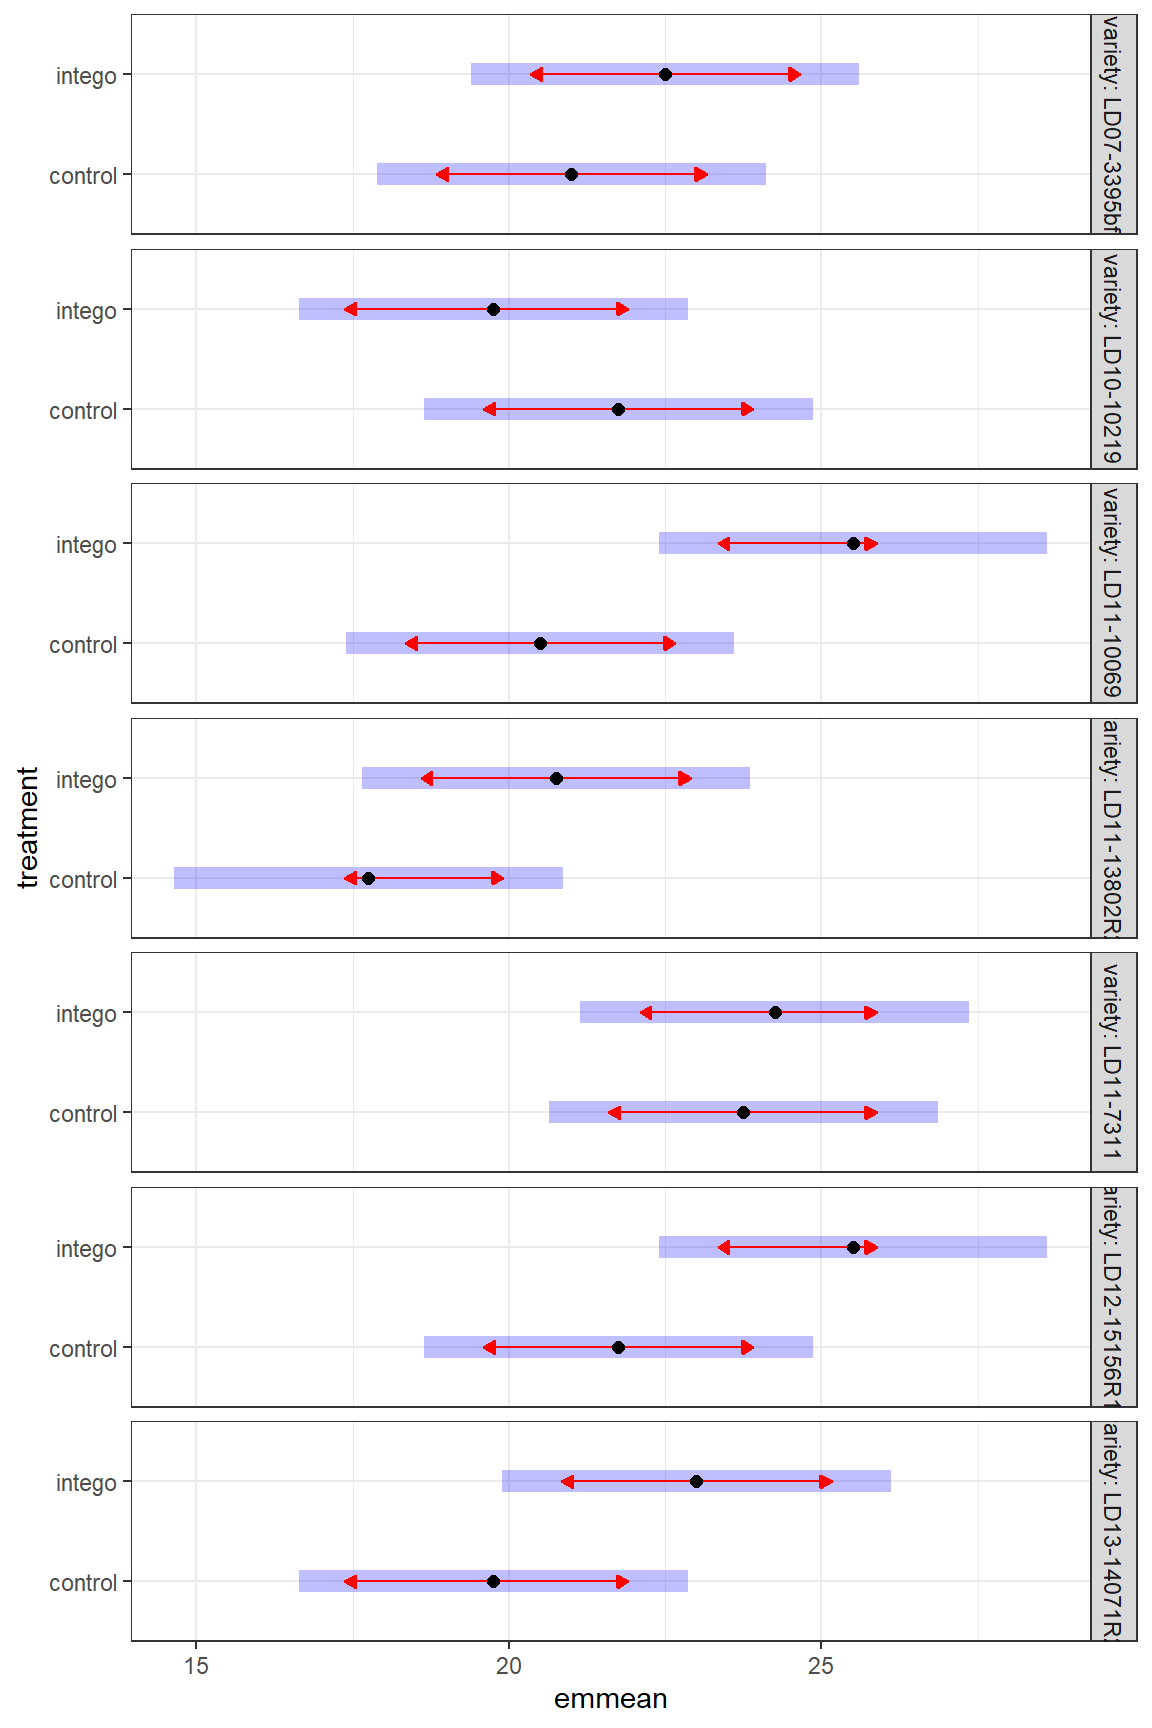 intego
control
variety: LD07-3395bf
intego
control
variety: LD10-10219
intego
control
variety: LD11-10069
intego
control
ariety: LD11-13802R
intego
control
variety: LD11-7311
intego
control
ariety: LD12-15156R1
intego
control
ariety: LD13-14071R
treatment
15 20 25
emmean